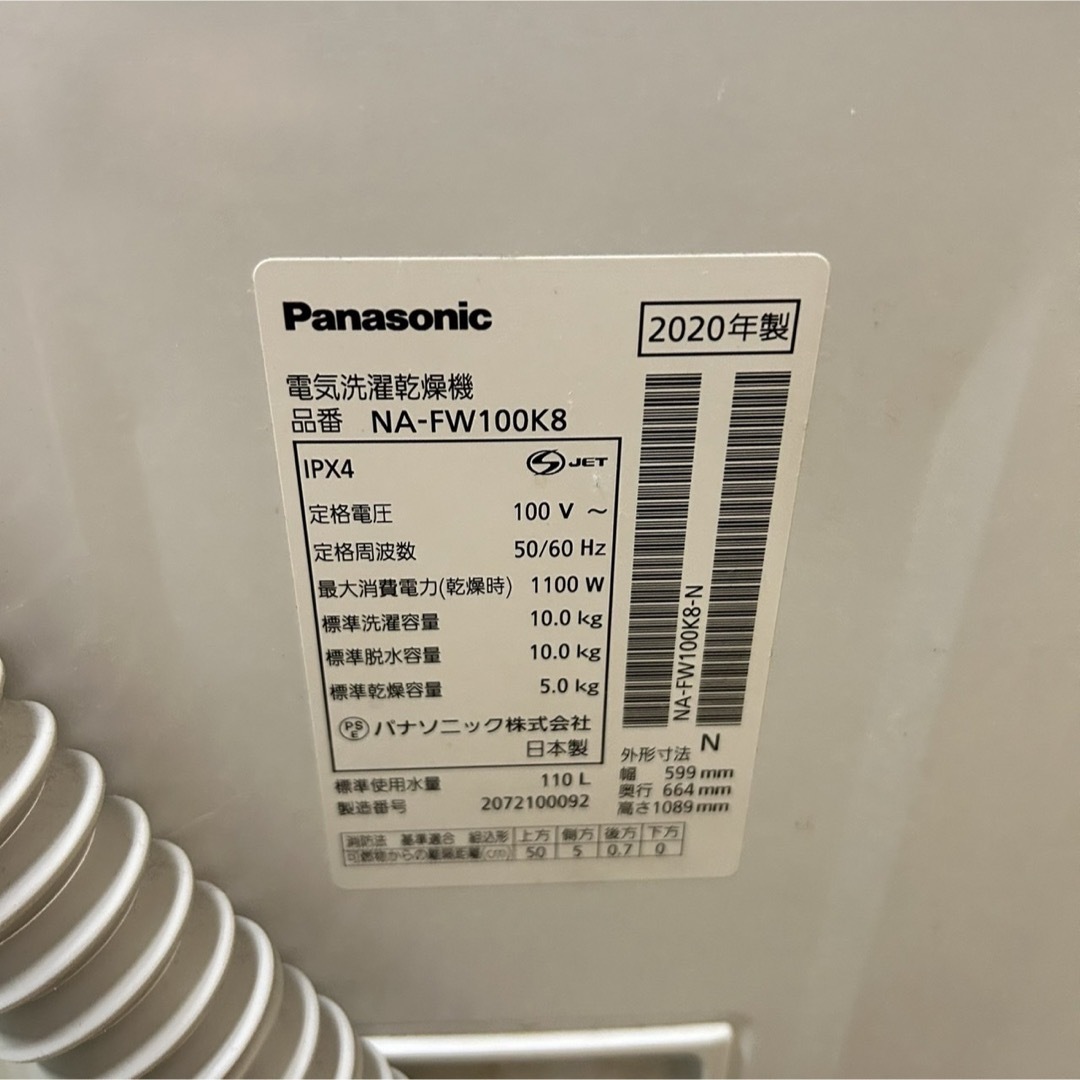 Panasonic
2020年製
電気洗濯乾燥機
品番 NA-FW100K8
IPX4 S JET
定格電圧 100 V ～
定格周波数 50/60 Hz
最大消費電力(乾燥時) 1100 W
標準洗濯容量 10.0 kg
標準脱水容量 10.0 kg
標準乾燥容量 5.0 kg
PSE パナソニック株式会社
日本製
標準使用水量 110 L
製造番号 2072100092
NA-FW100K8-N
N
外形寸法
幅 599 mm
奥行 664 mm
高さ1089 mm
消防法 基準適合 組込形 上方 側方 後方 下方
可燃物からの離隔距離(cm) 50 5 0.7 0